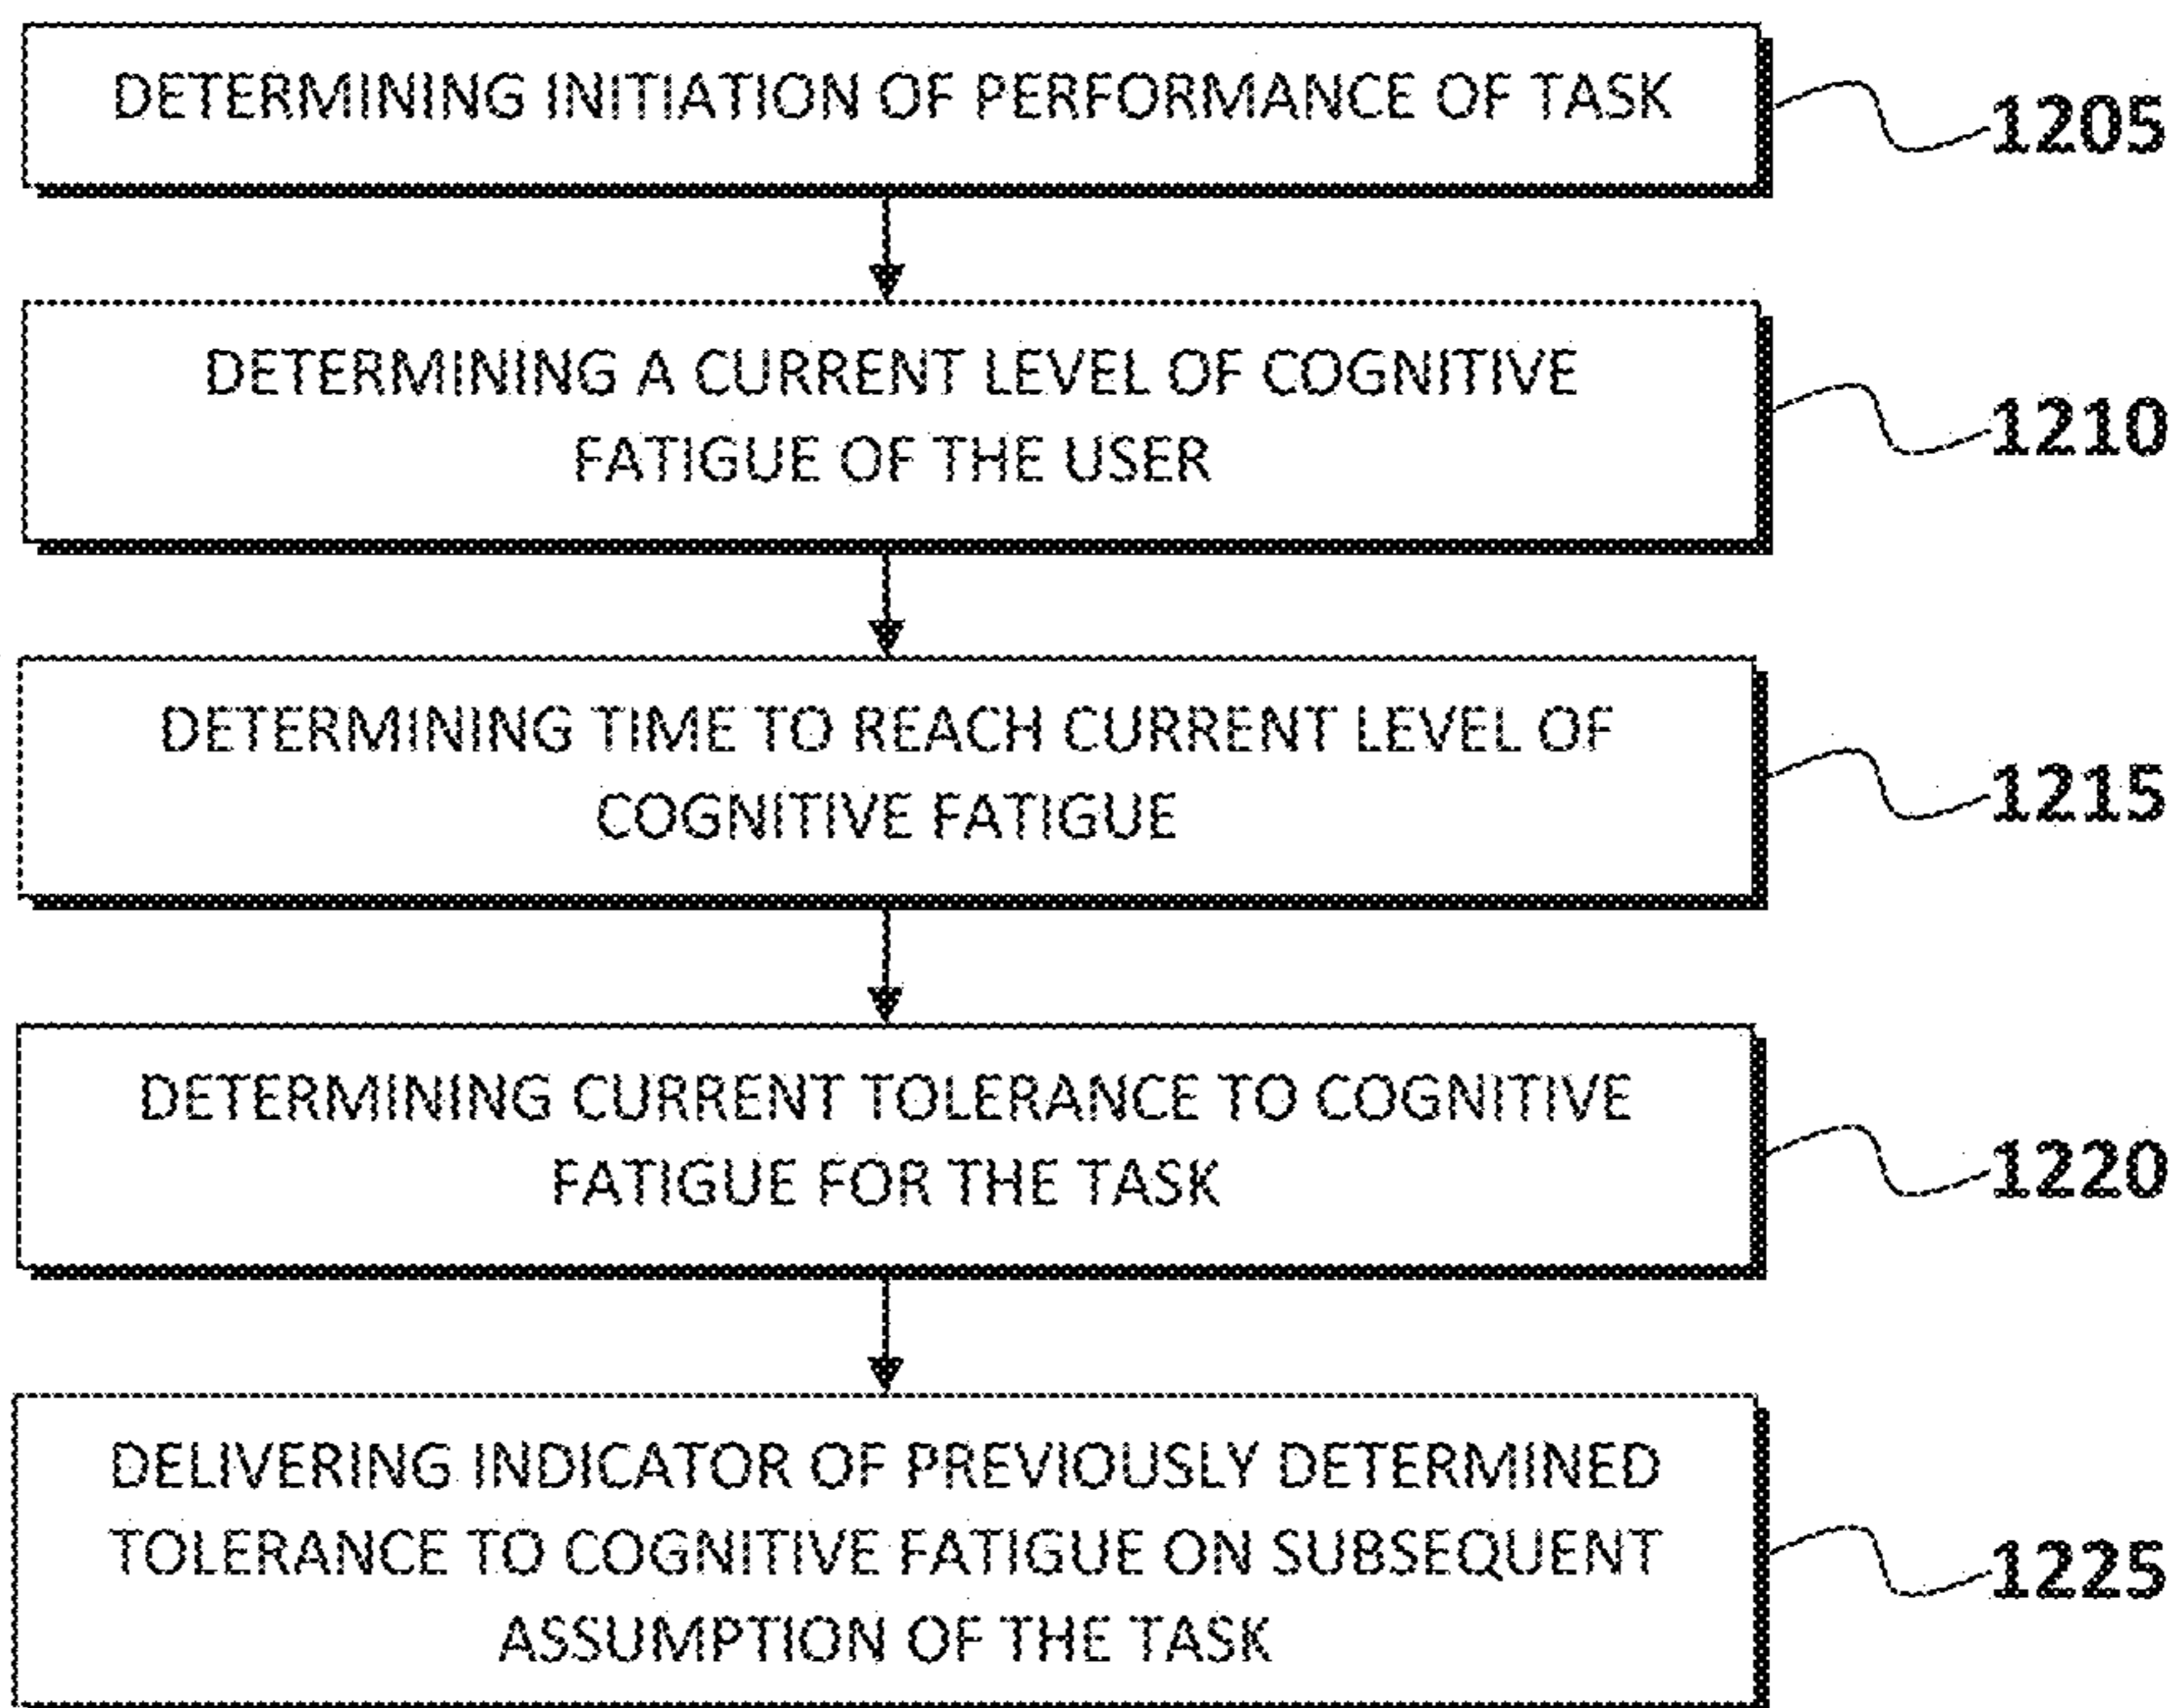 DETERMINING INITIATION OF PERFORMANCE OF TASK
1205
DETERMINING A CURRENT LEVEL OF COGNITIVE
FATIGUE OF THE USER
1210
DETERMINING TIME TO REACH CURRENT LEVEL OF
COGNITIVE FATIGUE
1215
DETERMINING CURRENT TOLERANCE TO COGNITIVE
FATIGUE FOR THE TASK
1220
DELIVERING INDICATOR OF PREVIOUSLY DETERMINED
TOLERANCE TO COGNITIVE FATIGUE ON SUBSEQUENT
ASSUMPTION OF THE TASK
1225